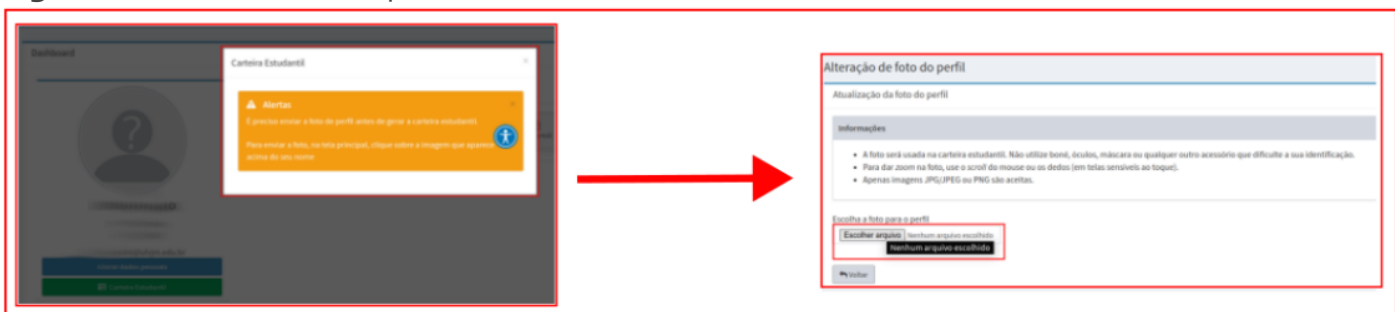 Dashboard
Carteira Estudantil
×
Alertas
×
É preciso enviar a foto do perfil antes de gerar a carteira estudantil.
Para enviar a foto, na tela principal, clique sobre a imagem que aparece
acima do seu nome
Carteira Estudantil
Alteração de foto do perfil
Atualização da foto do perfil
Informações
A foto será usada na carteira estudantil. Não utilize boné, óculos, máscara ou qualquer outro acessório que dificulte a sua identificação.
Para dar zoom na foto, use o scroll do mouse ou os dedos (em telas sensíveis ao toque).
Apenas imagens JPG/JPEG ou PNG são aceitas.
Escolha a foto para o perfil
Escolher arquivo Nenhum arquivo escolhido
Nenhum arquivo escolhido
Voltar